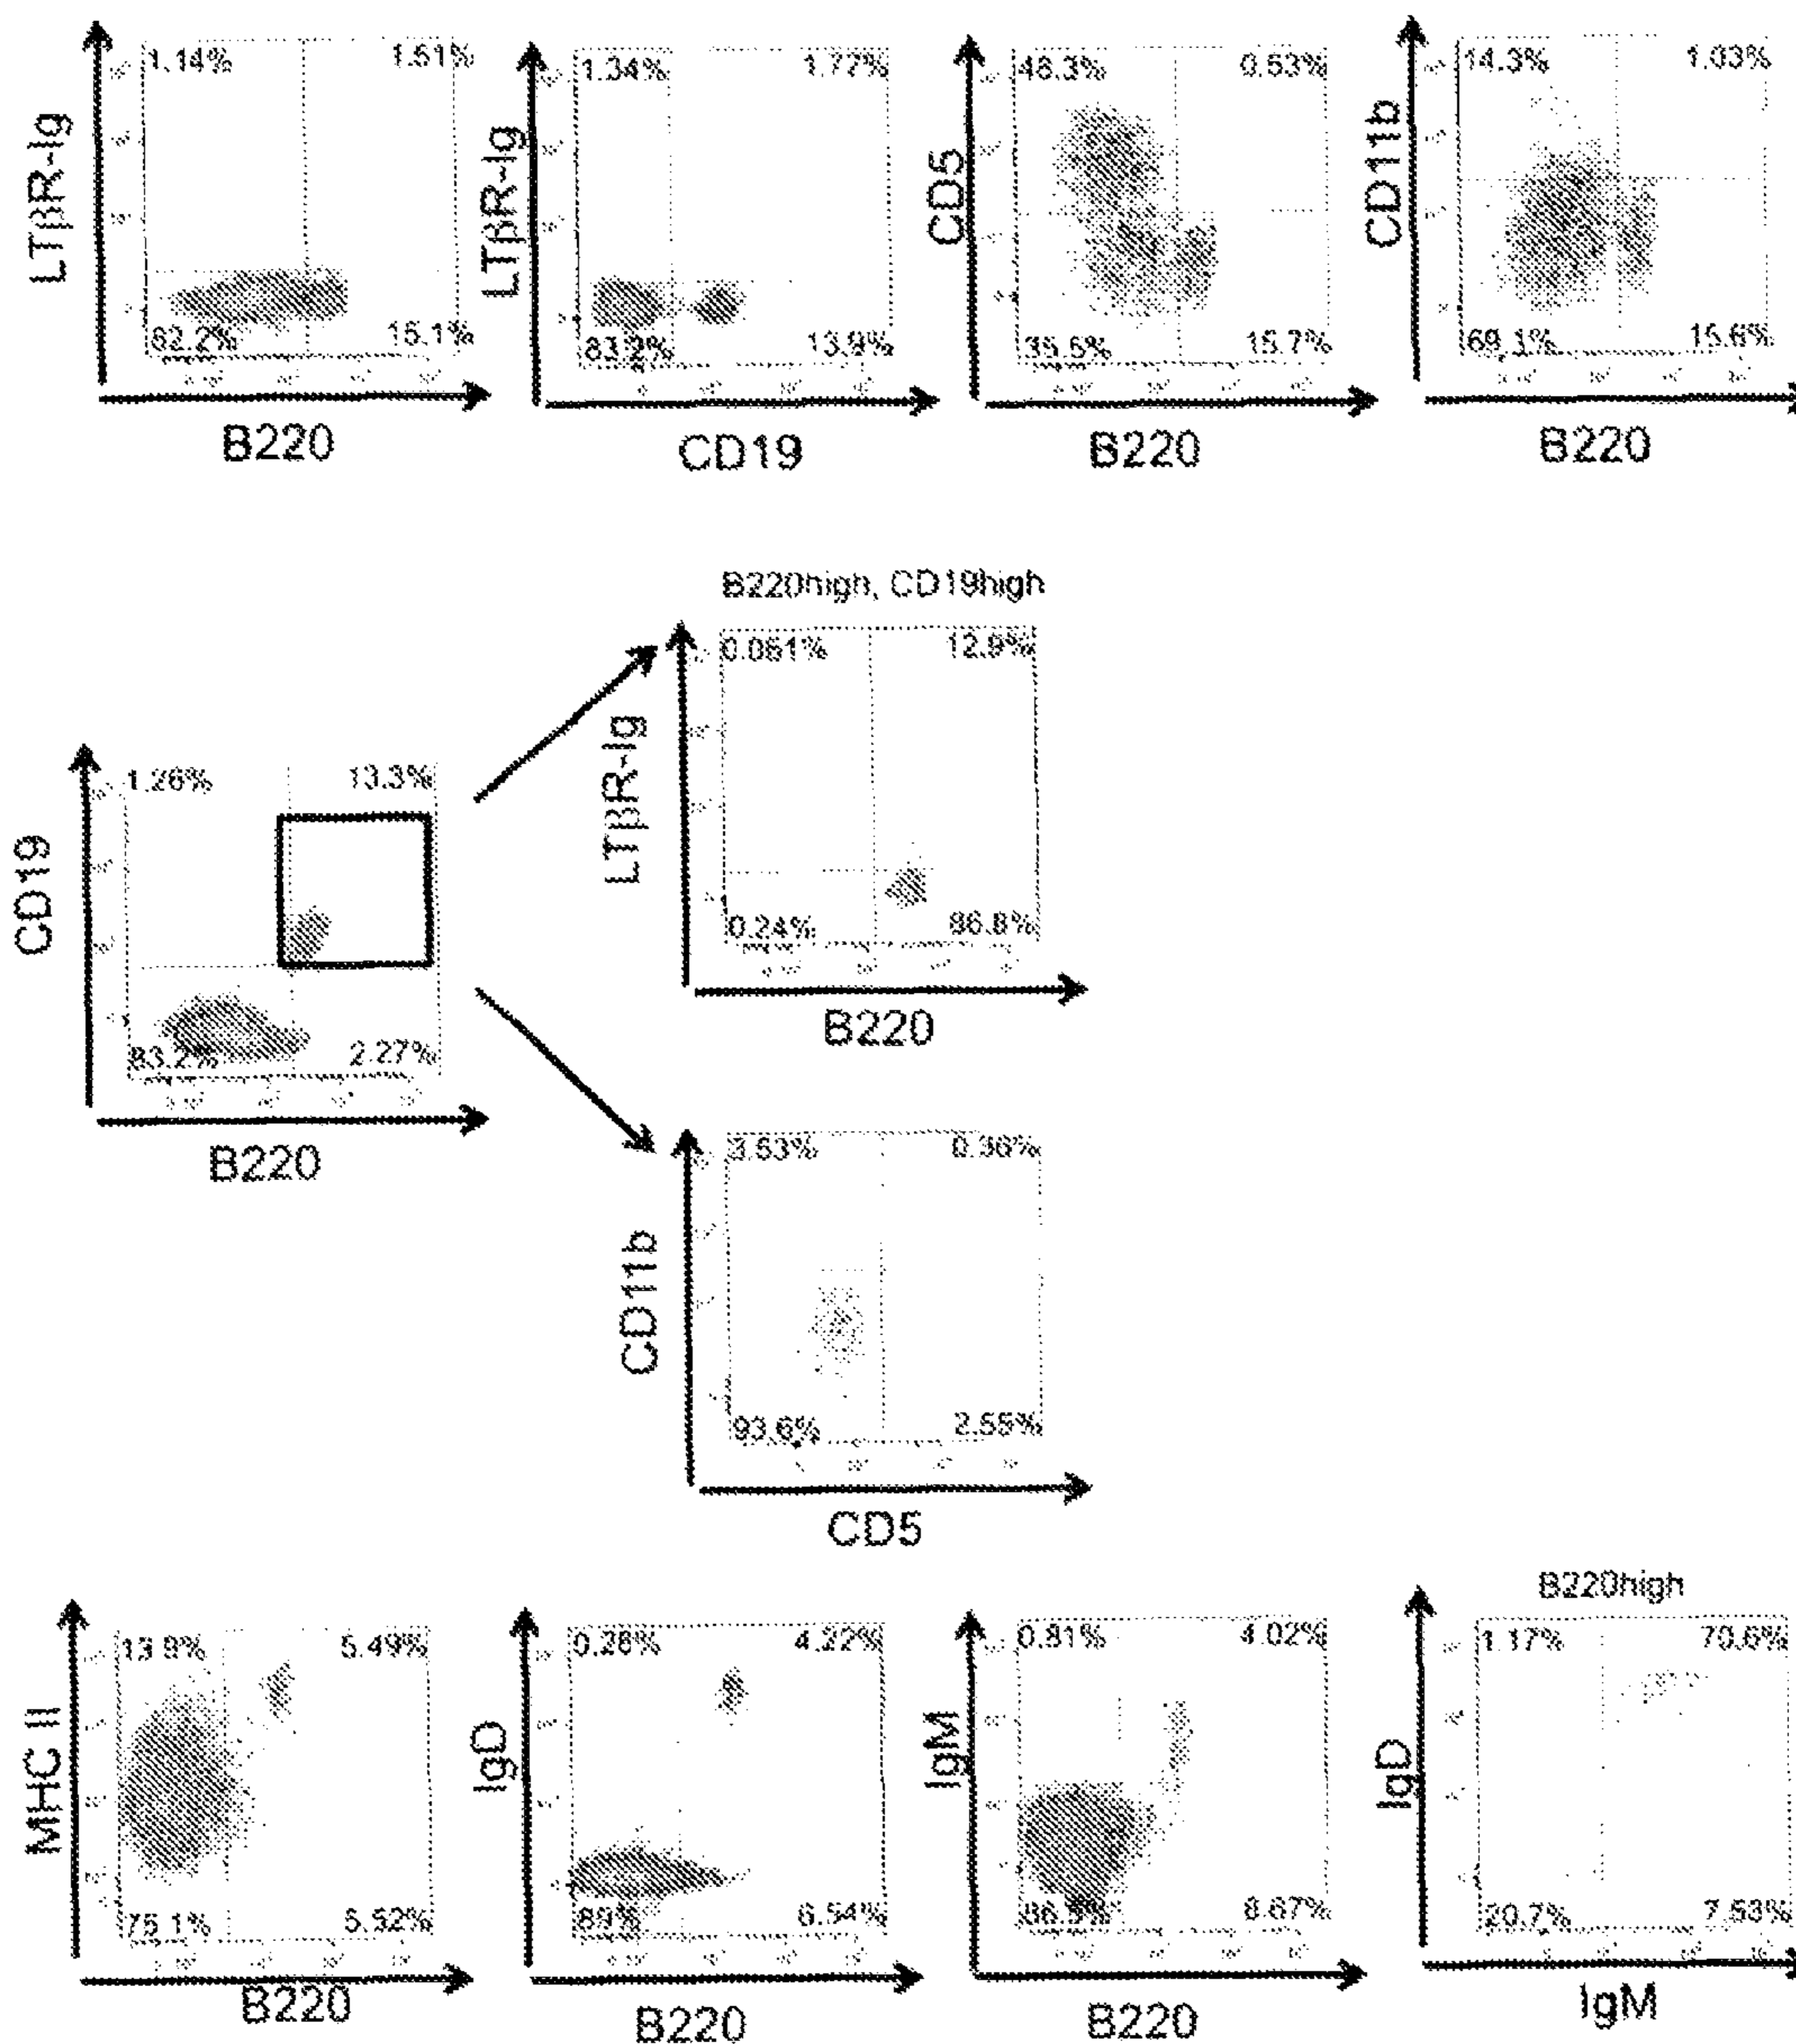 LTβR-Ig
1.14% 1.51%
82.2% 15.1%
B220
LTβR-Ig
1.34% 1.77%
83.2% 13.9%
CD19
CD5
48.3% 0.53%
35.5% 15.7%
B220
CD11b
14.3% 1.03%
69.1% 15.6%
B220
CD19
1.26% 13.3%
83.2% 2.27%
B220
B220high, CD19high
LTβR-Ig
0.061% 12.9%
0.24% 86.8%
B220
CD11b
3.53% 0.36%
93.6% 2.55%
CD5
MHC II
13.9% 5.49%
75.1% 5.52%
B220
IgD
0.28% 4.22%
89% 6.54%
B220
IgM
0.81% 4.02%
86.5% 8.67%
B220
B220high
IgD
1.17% 70.6%
20.7% 7.53%
IgM